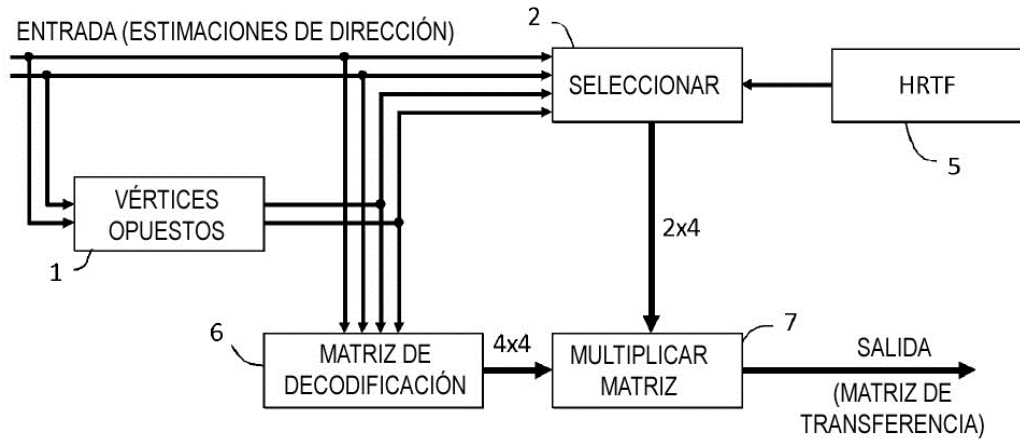 ENTRADA (ESTIMACIONES DE DIRECCIÓN)
2
SELECCIONAR
HRTF
5
VÉRTICES
OPUESTOS
1
2x4
6
MATRIZ DE
DECODIFICACIÓN
4x4
MULTIPLICAR
MATRIZ
7
SALIDA
(MATRIZ DE
TRANSFERENCIA)